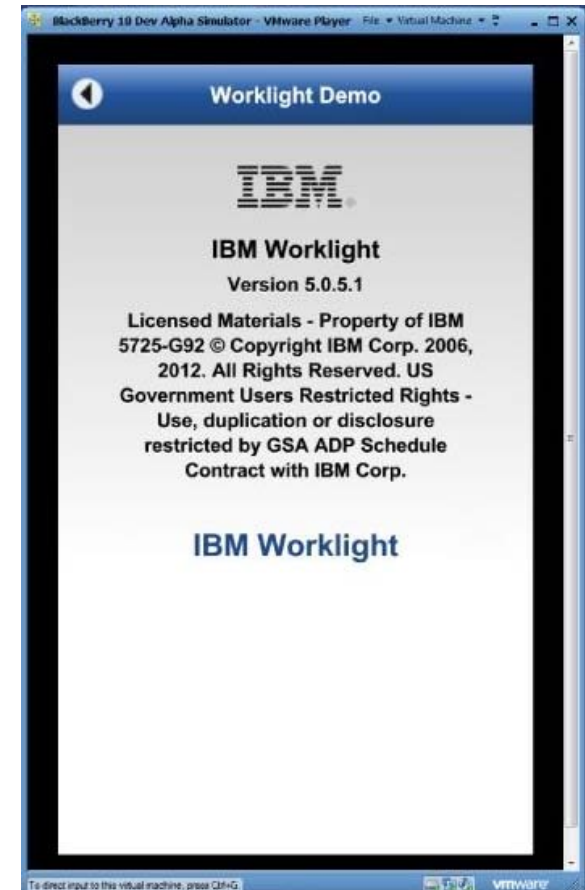 BlackBerry 10 Dev Alpha Simulator - VMware Player File Virtual Machine
Worklight Demo
IBM
IBM Worklight
Version 5.0.5.1
Licensed Materials - Property of IBM
5725-G92 © Copyright IBM Corp. 2006,
2012. All Rights Reserved. US
Government Users Restricted Rights -
Use, duplication or disclosure
restricted by GSA ADP Schedule
Contract with IBM Corp.
IBM Worklight
To direct input to this virtual machine, press Ctrl+G.
vmware